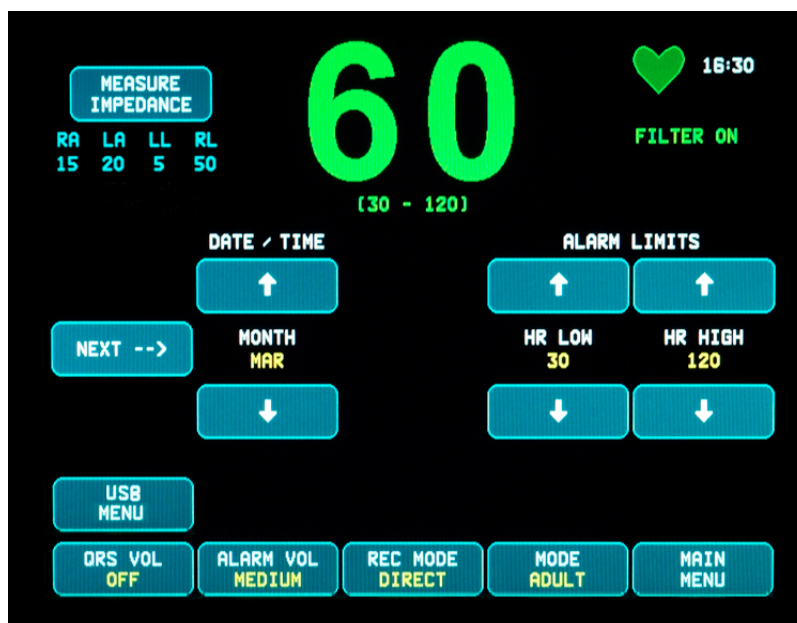 MEASURE
IMPEDANCE
RA LA LL RL
15 20 5 50
60
(30 - 120)
16:30
FILTER ON
DATE / TIME
ALARM LIMITS
NEXT -->
MONTH
MAR
HR LOW
30
HR HIGH
120
USB
MENU
QRS VOL
OFF
ALARM VOL
MEDIUM
REC MODE
DIRECT
MODE
ADULT
MAIN
MENU